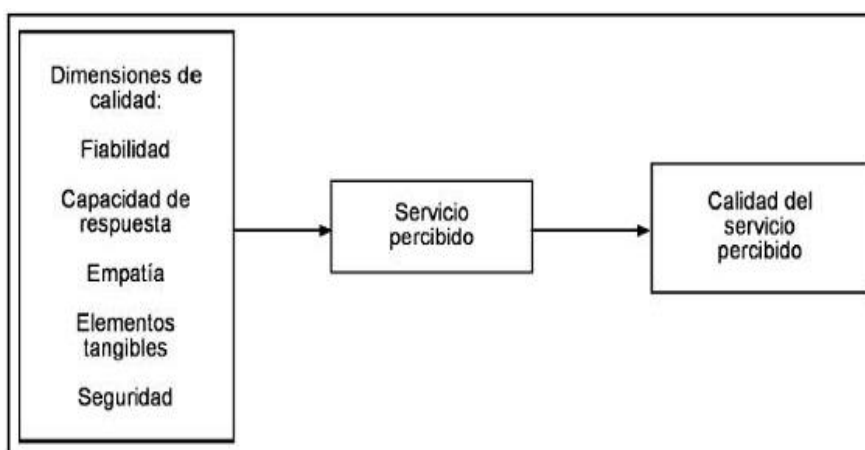 Dimensiones de
calidad:
Fiabilidad
Capacidad de
respuesta
Empatía
Elementos
tangibles
Seguridad
Servicio
percibido
Calidad del
servicio
percibido